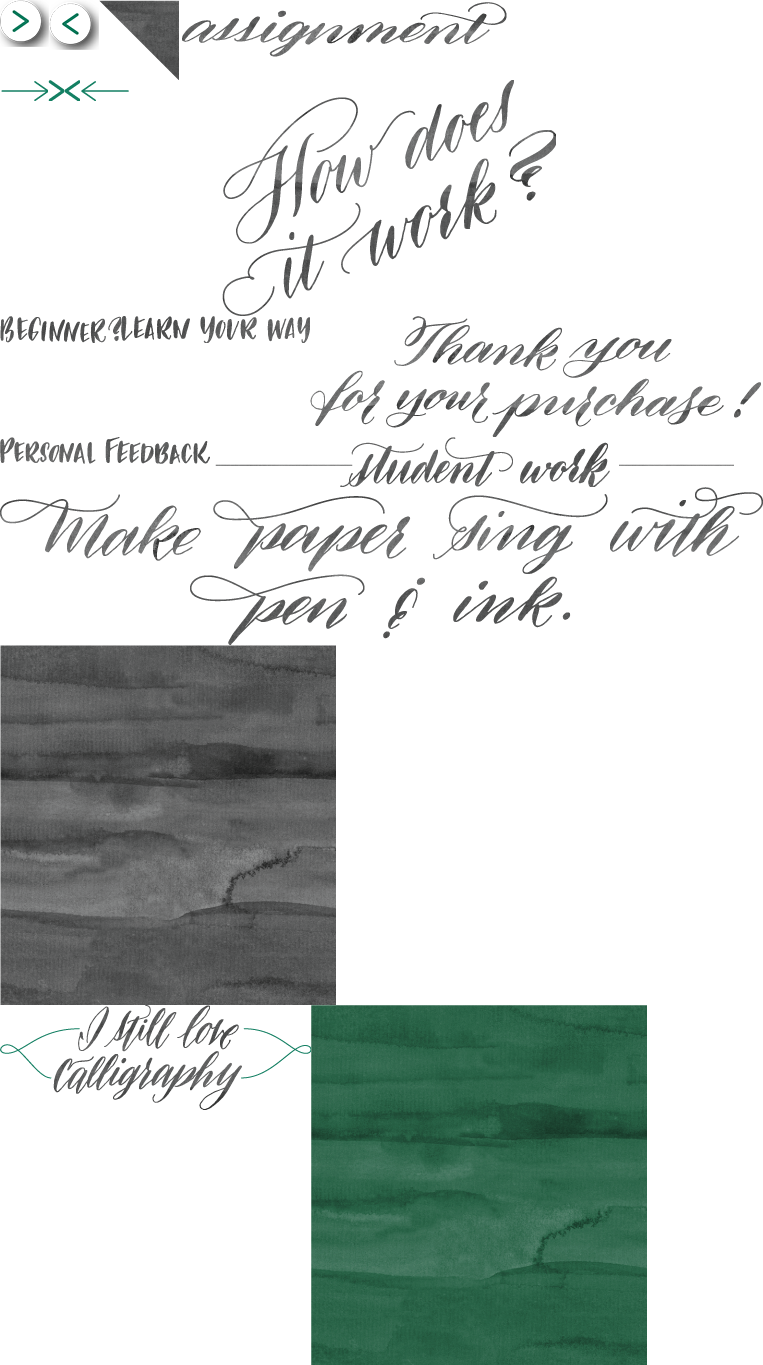 assignment
How does
it work?
BEGINNER?
LEARN YOUR WAY
Thank you
for your purchase!
PERSONAL FEEDBACK
student work
Make paper sing with
pen & ink.
I still love
Calligraphy